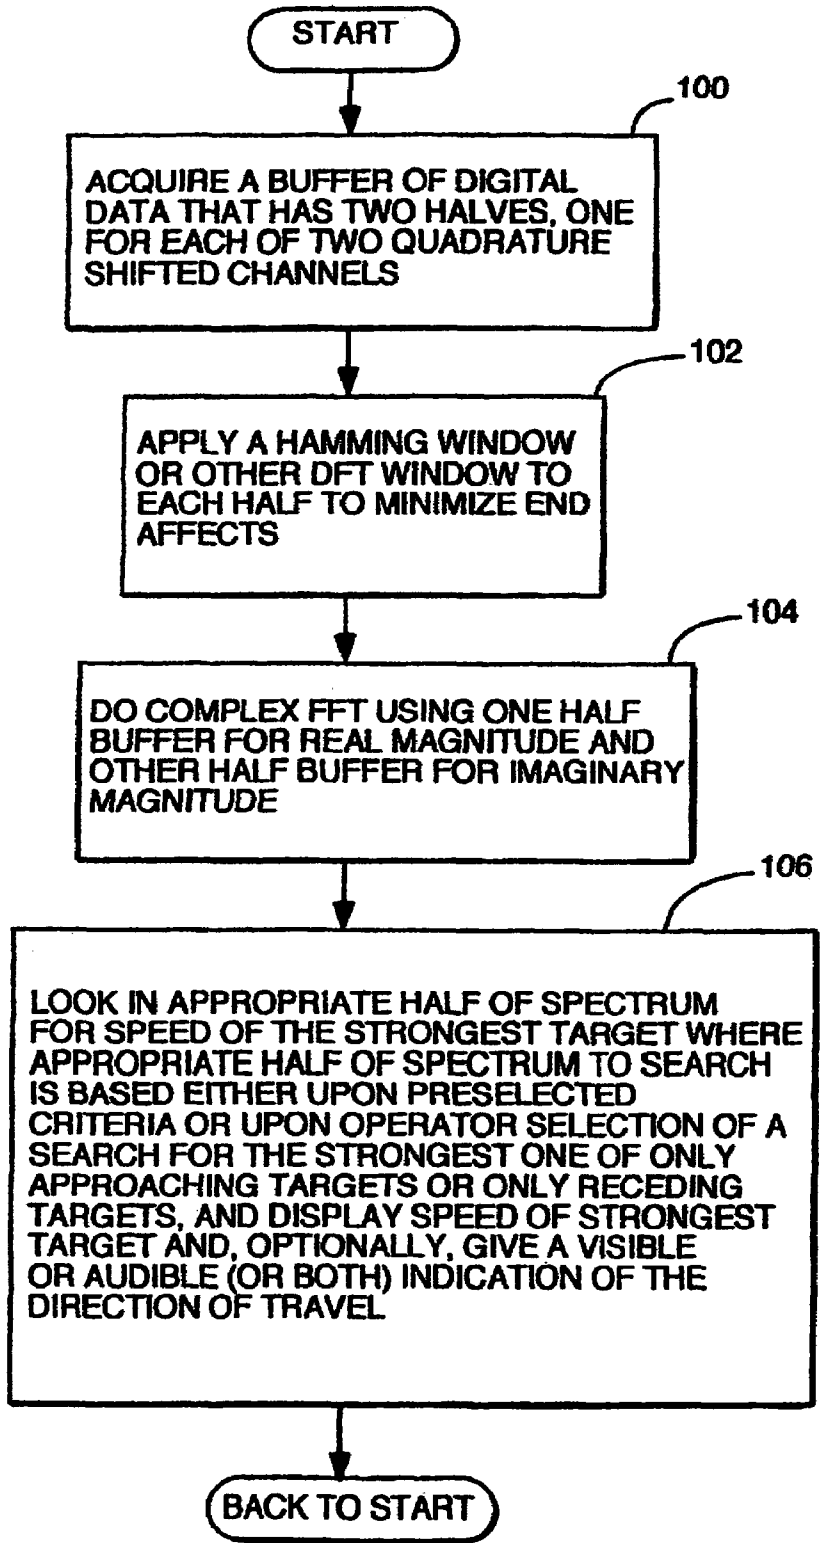 START
100
ACQUIRE A BUFFER OF DIGITAL
DATA THAT HAS TWO HALVES, ONE
FOR EACH OF TWO QUADRATURE
SHIFTED CHANNELS
102
APPLY A HAMMING WINDOW
OR OTHER DFT WINDOW TO
EACH HALF TO MINIMIZE END
AFFECTS
104
DO COMPLEX FFT USING ONE HALF
BUFFER FOR REAL MAGNITUDE AND
OTHER HALF BUFFER FOR IMAGINARY
MAGNITUDE
106
LOOK IN APPROPRIATE HALF OF SPECTRUM
FOR SPEED OF THE STRONGEST TARGET WHERE
APPROPRIATE HALF OF SPECTRUM TO SEARCH
IS BASED EITHER UPON PRESELECTED
CRITERIA OR UPON OPERATOR SELECTION OF A
SEARCH FOR THE STRONGEST ONE OF ONLY
APPROACHING TARGETS OR ONLY RECEDING
TARGETS, AND DISPLAY SPEED OF STRONGEST
TARGET AND, OPTIONALLY, GIVE A VISIBLE
OR AUDIBLE (OR BOTH) INDICATION OF THE
DIRECTION OF TRAVEL
BACK TO START